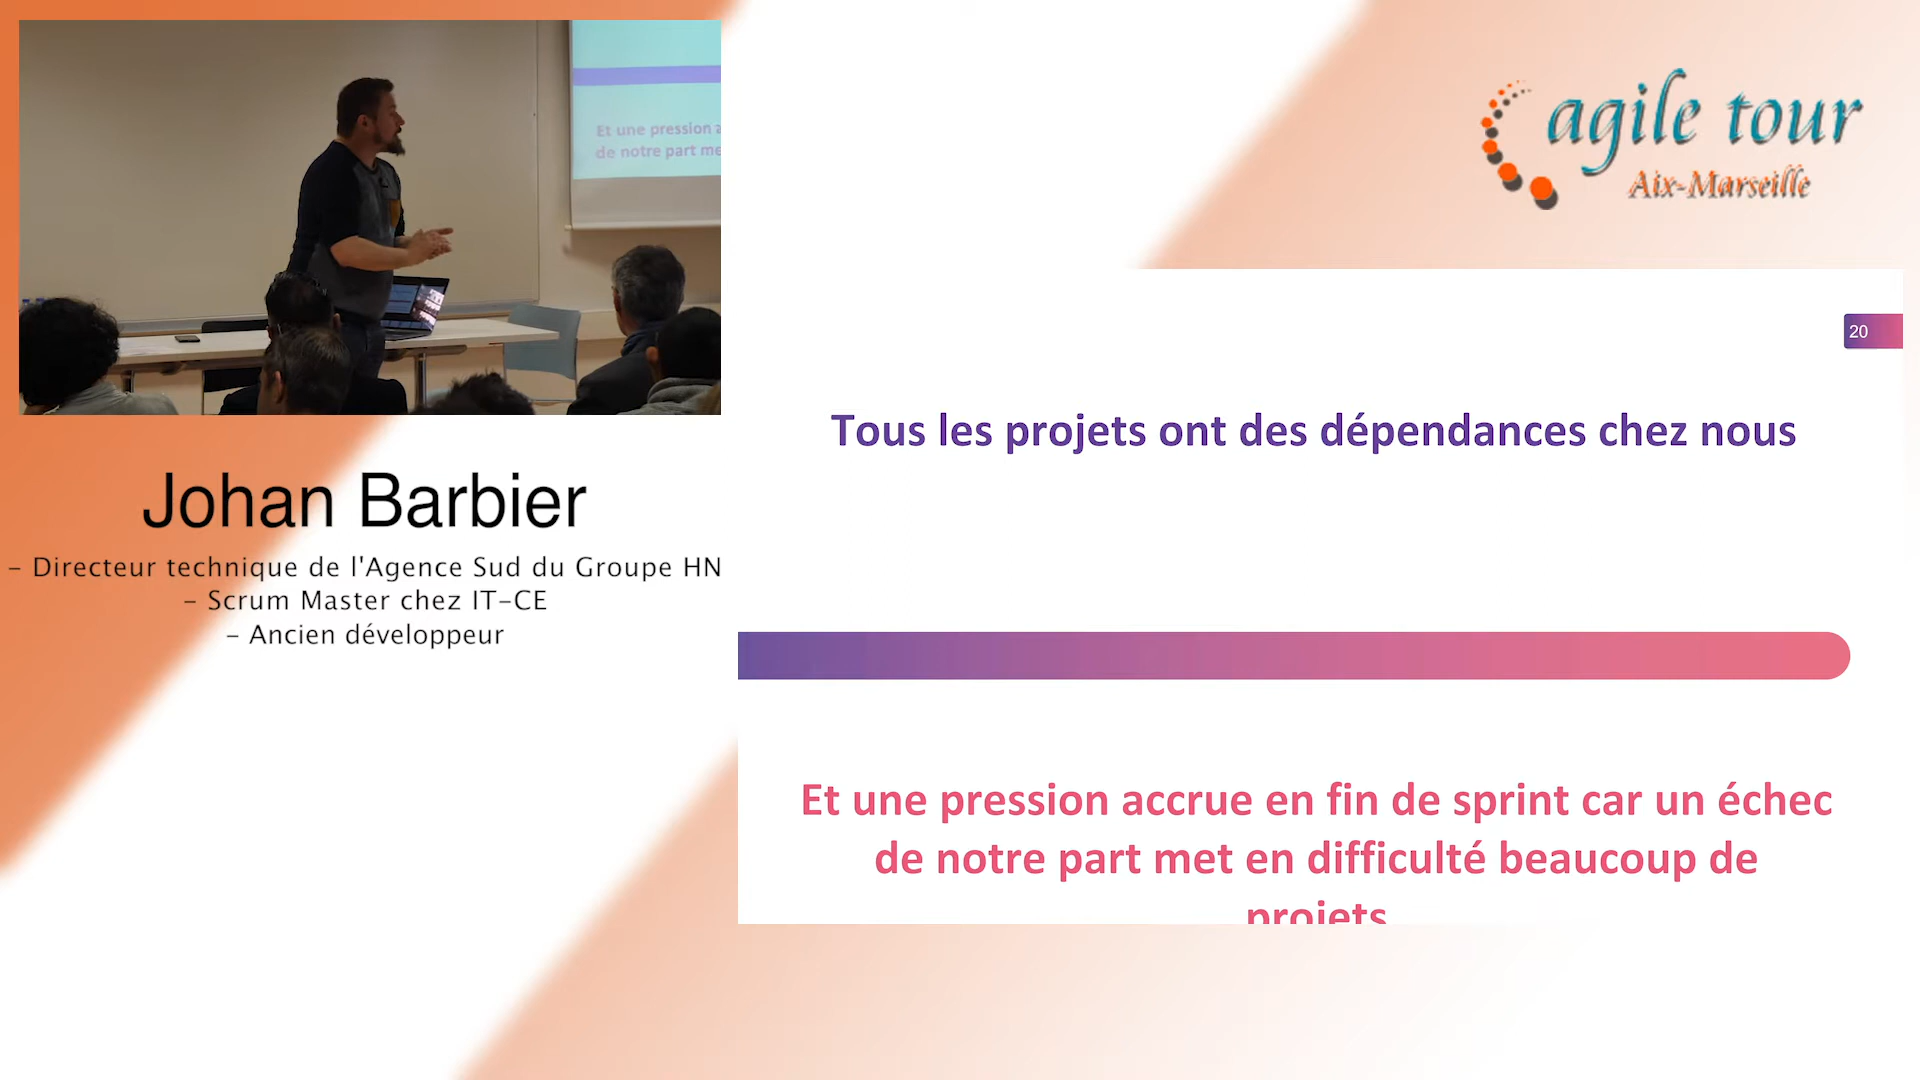 Et une pression
de notre part me
agile tour
Aix-Marseille
20
Tous les projets ont des dépendances chez nous
Et une pression accrue en fin de sprint car un échec
de notre part met en difficulté beaucoup de
projets
Johan Barbier
- Directeur technique de l'Agence Sud du Groupe HN
- Scrum Master chez IT-CE
- Ancien développeur